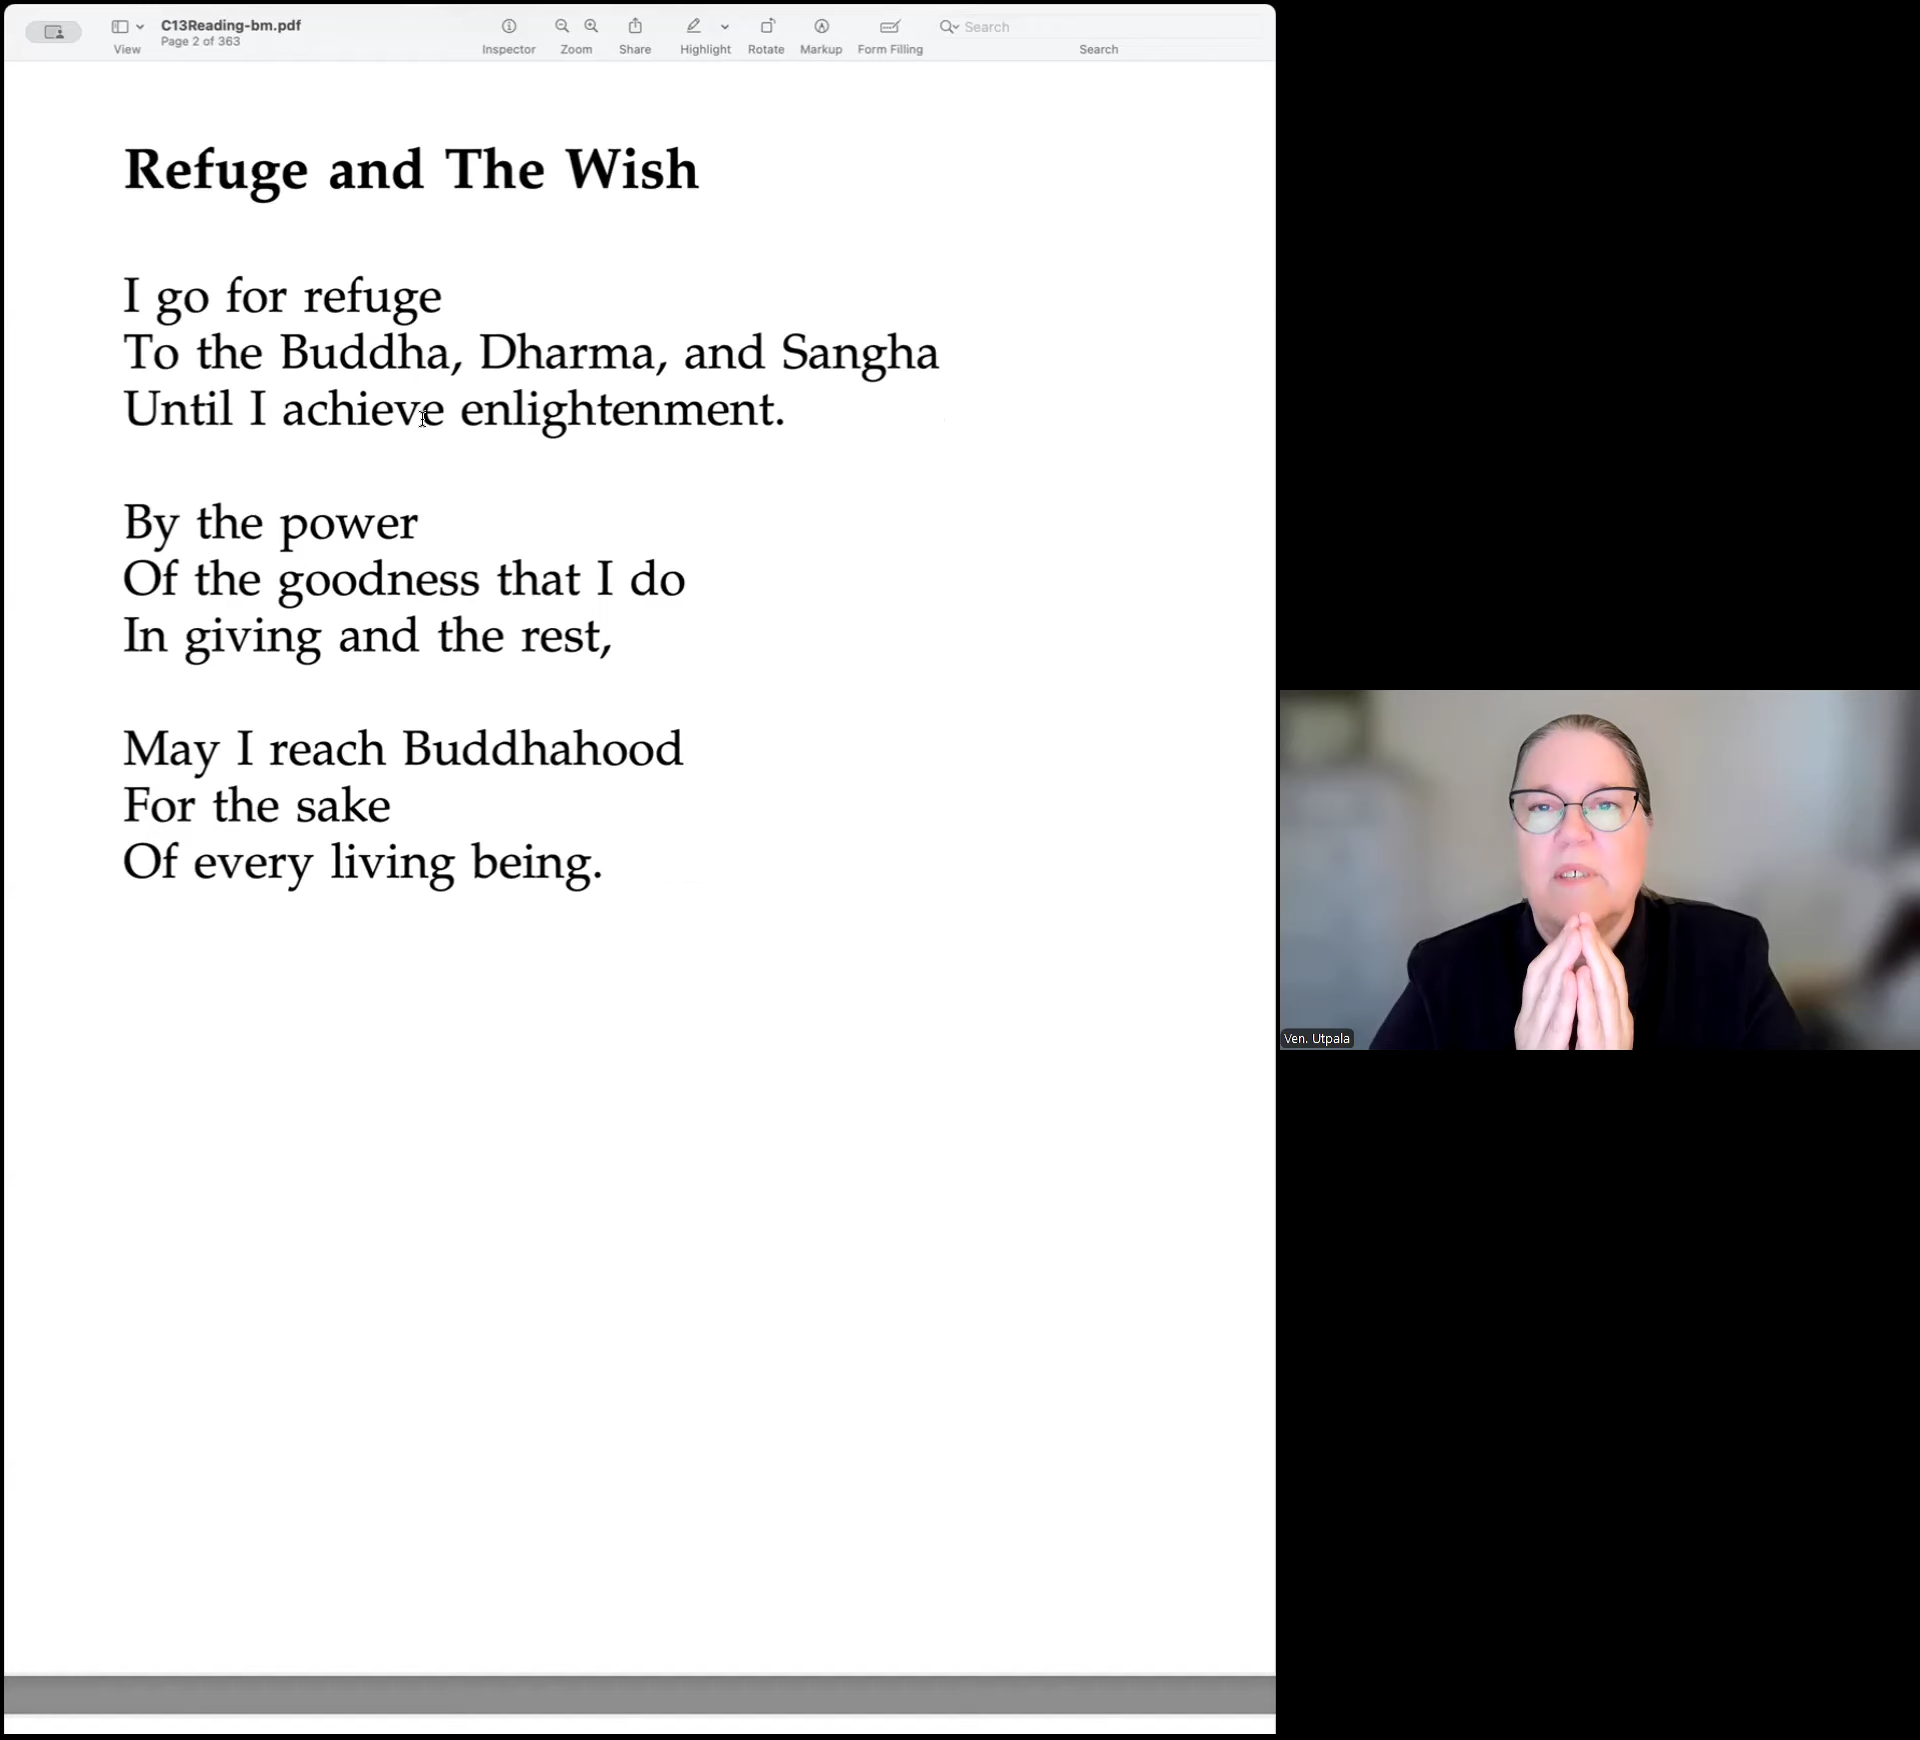 C13Reading-bm.pdf
Page 2 of 363
View
Inspector
Zoom
Share
Highlight
Rotate
Markup
Form Filling
Search
Search
Refuge and The Wish
I go for refuge
To the Buddha, Dharma, and Sangha
Until I achieve enlightenment.
By the power
Of the goodness that I do
In giving and the rest,
May I reach Buddhahood
For the sake
Of every living being.
Ven. Utpala